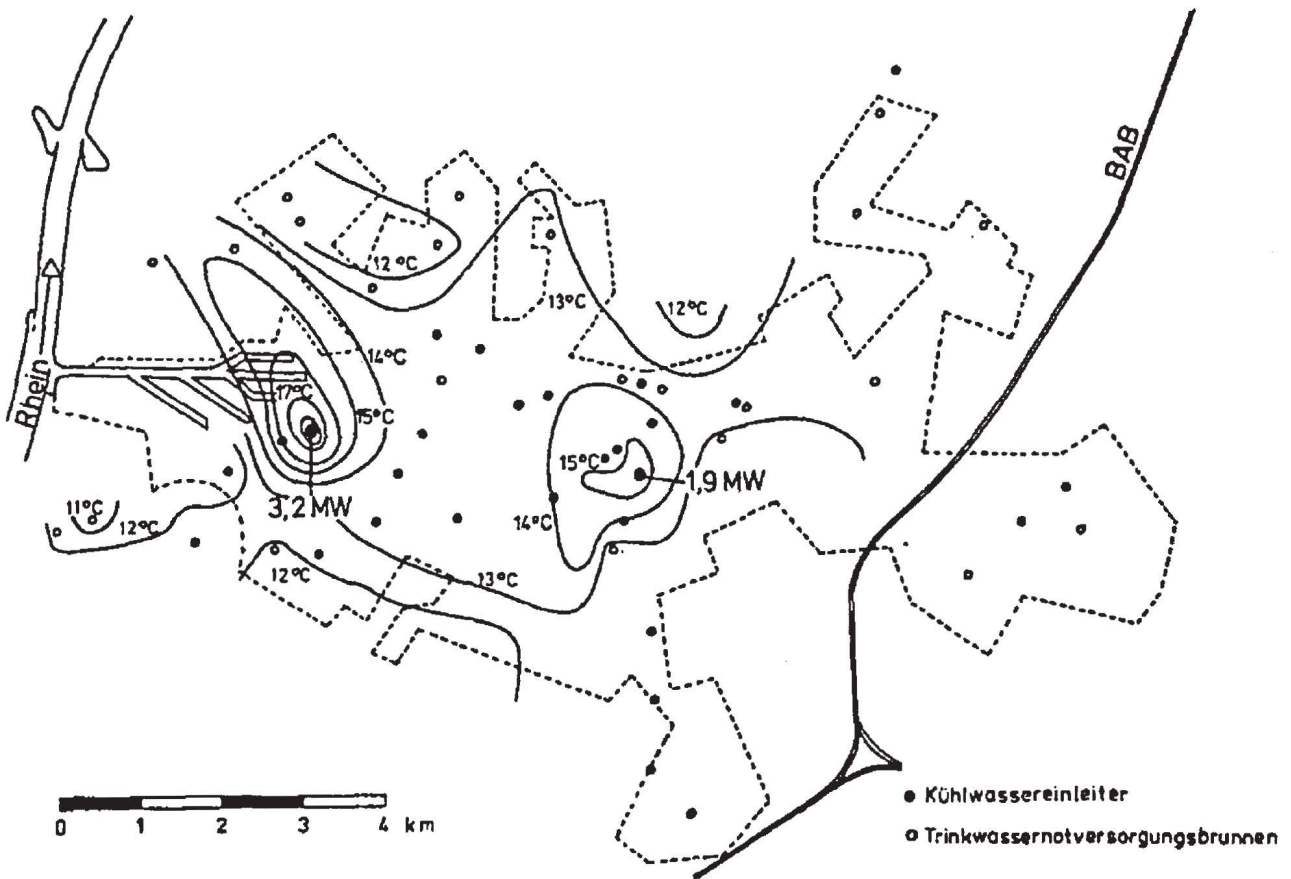 BAB
Rhein
12°C
13°C
12°C
14°C
17°C
15°C
15°C
1,9 MW
3,2 MW
14°C
11°C
12°C
12°C
13°C
0 1 2 3 4 km
Kühlwassereinleiter
Trinkwassernotversorgungsbrunnen